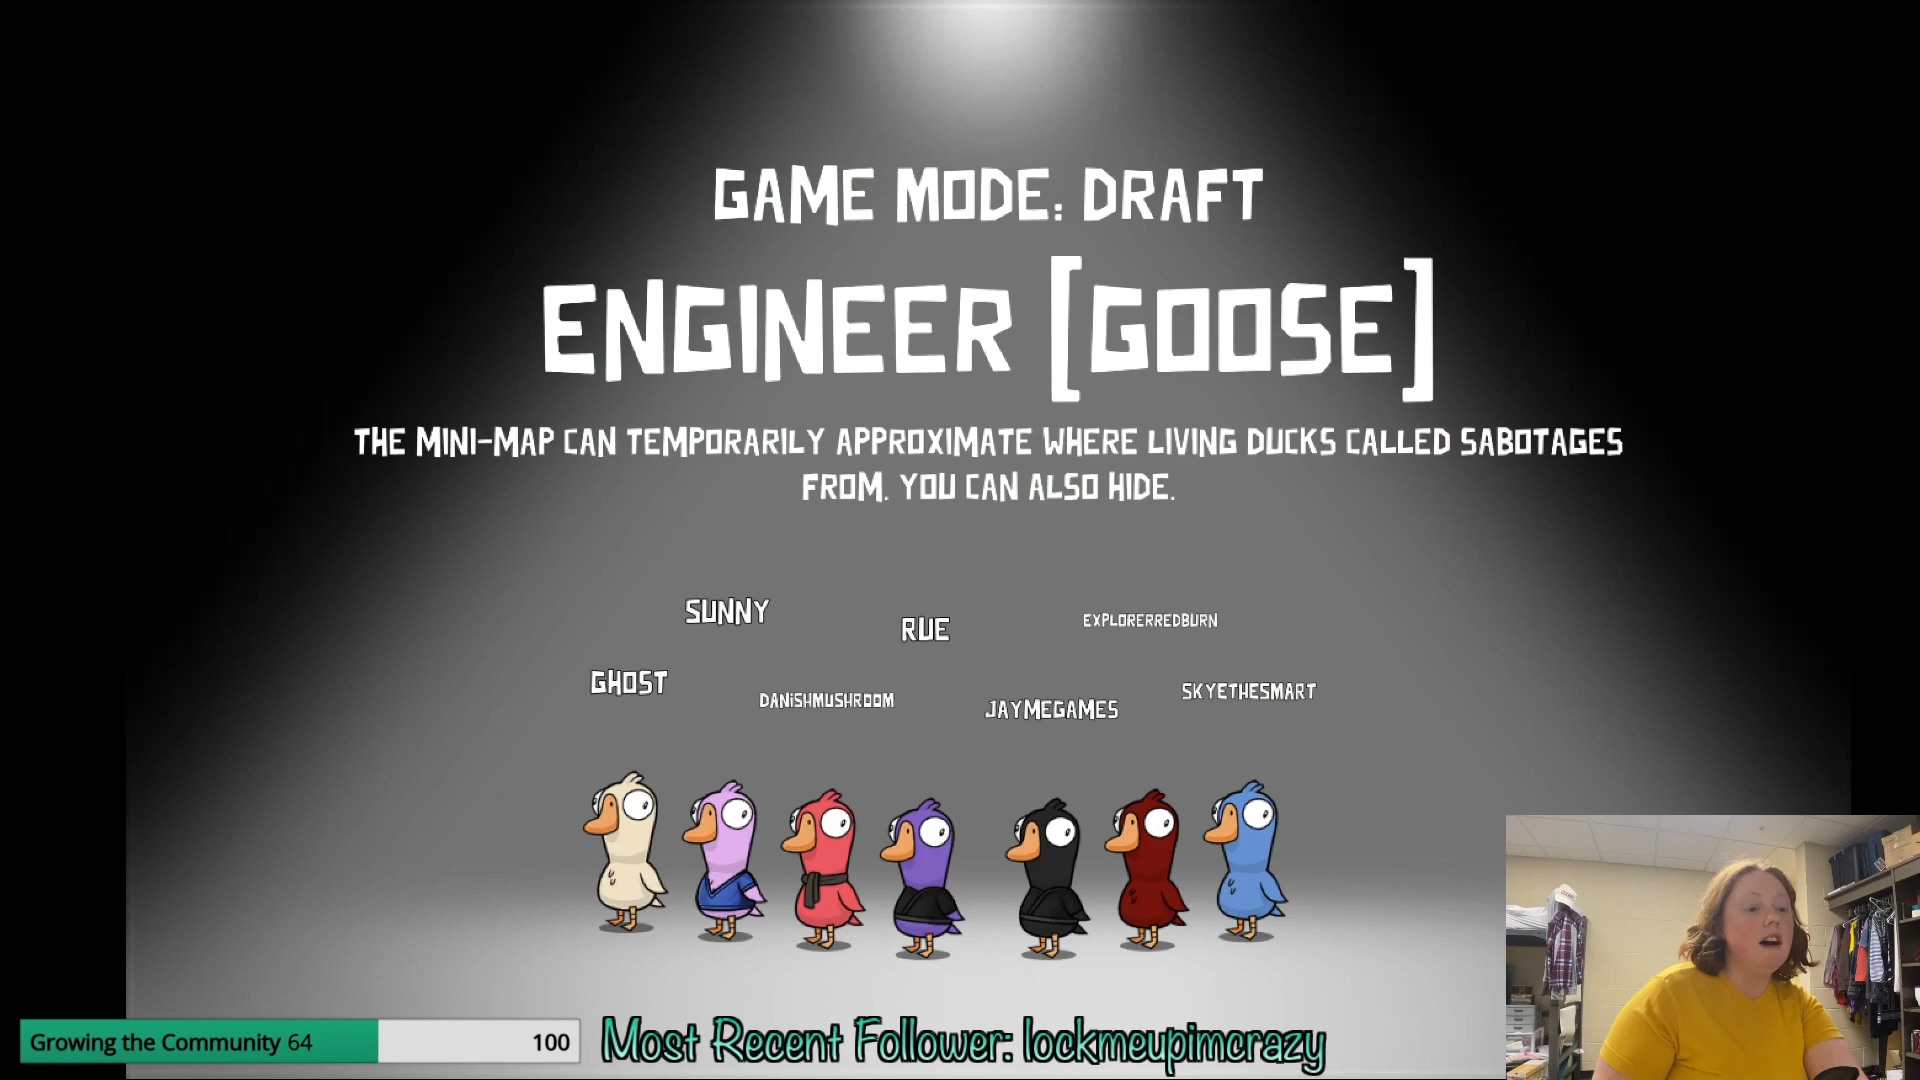 GAME MODE: DRAFT
ENGINEER [GOOSE]
THE MINI-MAP CAN TEMPORARILY APPROXIMATE WHERE LIVING DUCKS CALLED SABOTAGES
FROM. YOU CAN ALSO HIDE.
SUNNY
RUE
EXPLORERREDBURN
GHOST
DANiSHMUSHROOM
JAYMEGAMES
SKYETHESMART
Growing the Community 64
100
Most Recent Follower: lockmeupimcrazy